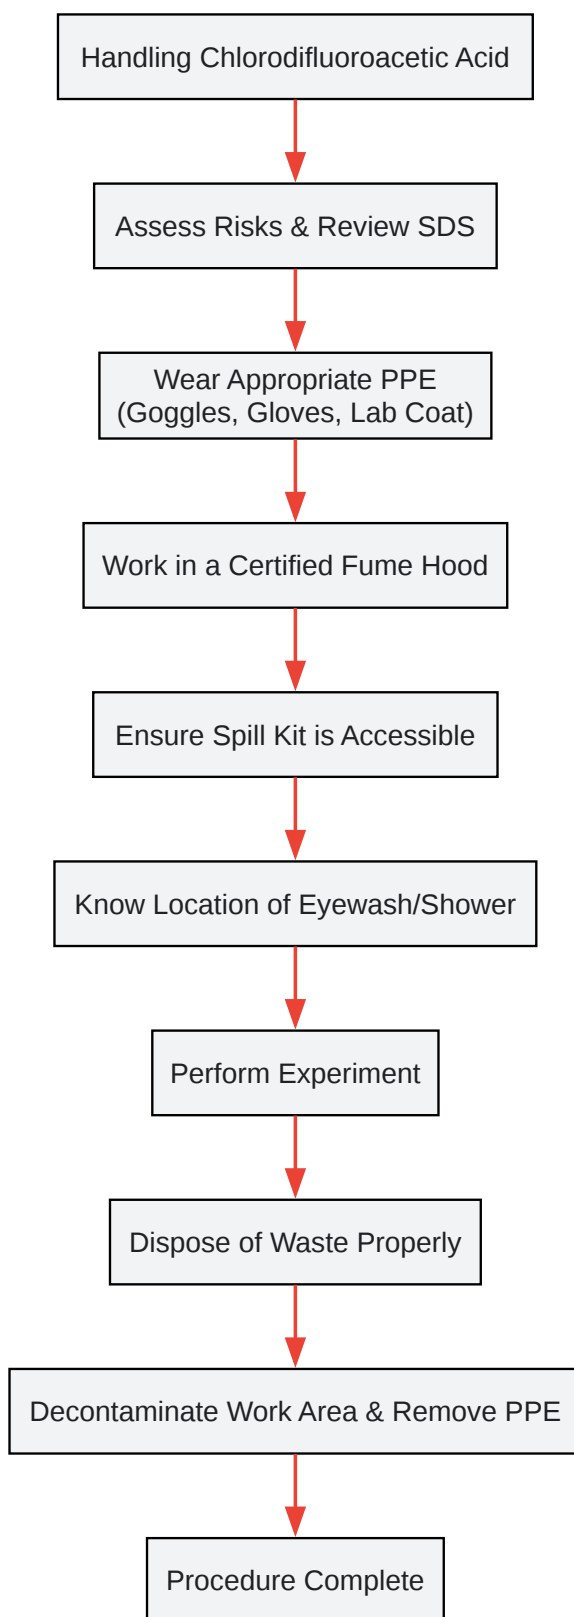 Handling Chlorodifluoroacetic Acid
Assess Risks & Review SDS
Wear Appropriate PPE
(Goggles, Gloves, Lab Coat)
Work in a Certified Fume Hood
Ensure Spill Kit is Accessible
Know Location of Eyewash/Shower
Perform Experiment
Dispose of Waste Properly
Decontaminate Work Area & Remove PPE
Procedure Complete